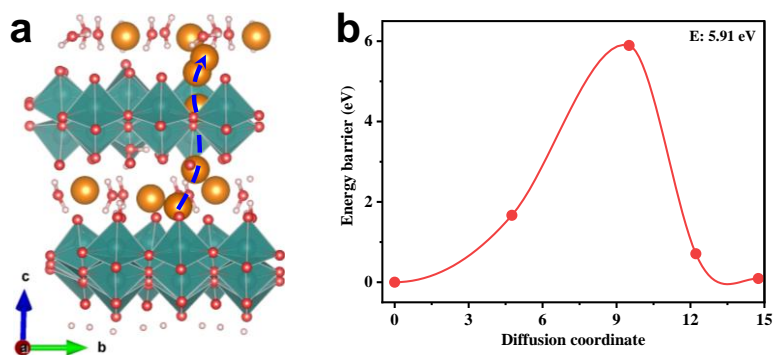 a
c
a
b
b
E: 5.91 eV
Energy barrier (eV)
6
4
2
0
0
3
6
9
12
15
Diffusion coordinate